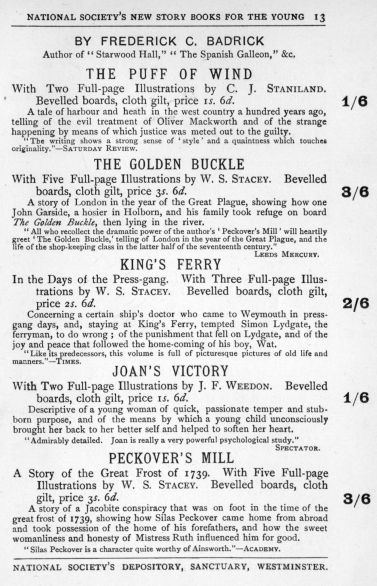 NATIONAL SOCIETY'S NEW STORY BOOKS FOR THE YOUNG 13
BY FREDERICK C. BADRICK
Author of "Starwood Hall," "The Spanish Galleon," &c.
THE PUFF OF WIND
With Two Full-page Illustrations by C. J. STANILAND.
Bevelled boards, cloth gilt, price 1s. 6d.
1/6
A tale of harbour and heath in the west country a hundred years ago,
telling of the evil treatment of Oliver Mackworth and of the strange
happening by means of which justice was meted out to the guilty.
"The writing shows a strong sense of 'style' and a quaintness which touches
originality."—SATURDAY REVIEW.
THE GOLDEN BUCKLE
With Five Full-page Illustrations by W. S. STACEY. Bevelled
boards, cloth gilt, price 3s. 6d.
3/6
A story of London in the year of the Great Plague, showing how one
John Garside, a hosier in Holborn, and his family took refuge on board
The Golden Buckle, then lying in the river.
"All who recollect the dramatic power of the author's 'Peckover's Mill' will heartily
greet 'The Golden Buckle,' telling of London in the year of the Great Plague, and the
life of the shop-keeping class in the latter half of the seventeenth century."
LEEDS MERCURY.
KING'S FERRY
In the Days of the Press-gang. With Three Full-page Illus-
trations by W. S. STACEY. Bevelled boards, cloth gilt,
price 2s. 6d.
2/6
Concerning a certain ship's doctor who came to Weymouth in press-
gang days, and, staying at King's Ferry, tempted Simon Lydgate, the
ferryman, to do wrong; of the punishment that fell on Lydgate, and of the
joy and peace that followed the home-coming of his boy, Wat.
"Like its predecessors, this volume is full of picturesque pictures of old life and
manners."—TIMES.
JOAN'S VICTORY
With Two Full-page Illustrations by J. F. WEEDON. Bevelled
boards, cloth gilt, price 1s. 6d.
1/6
Descriptive of a young woman of quick, passionate temper and stub-
born purpose, and of the means by which a young child unconsciously
brought her back to her better self and helped to soften her heart.
"Admirably detailed. Joan is really a very powerful psychological study."
SPECTATOR.
PECKOVER'S MILL
A Story of the Great Frost of 1739. With Five Full-page
Illustrations by W. S. STACEY. Bevelled boards, cloth
gilt, price 3s. 6d.
3/6
A story of a Jacobite conspiracy that was on foot in the time of the
great frost of 1739, showing how Silas Peckover came home from abroad
and took possession of the home of his forefathers, and how the sweet
womanliness and honesty of Mistress Ruth influenced him for good.
"Silas Peckover is a character quite worthy of Ainsworth."—ACADEMY.
NATIONAL SOCIETY'S DEPOSITORY, SANCTUARY, WESTMINSTER.